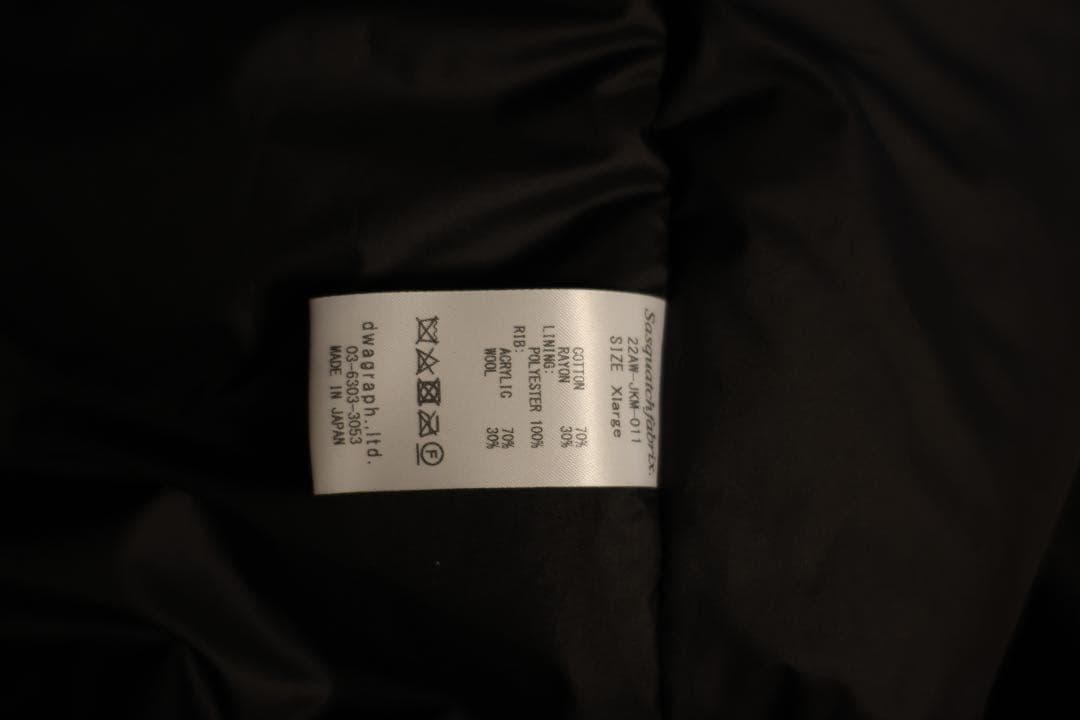 Sasquatchfabrix.
22AW-JKM-011
SIZE Xlarge
COTTON 70%
RAYON 30%
LINING:
POLYESTER 100%
RIB:
ACRYLIC 70%
WOOL 30%
F
dwagraph.,ltd.
03-6303-3053
MADE IN JAPAN